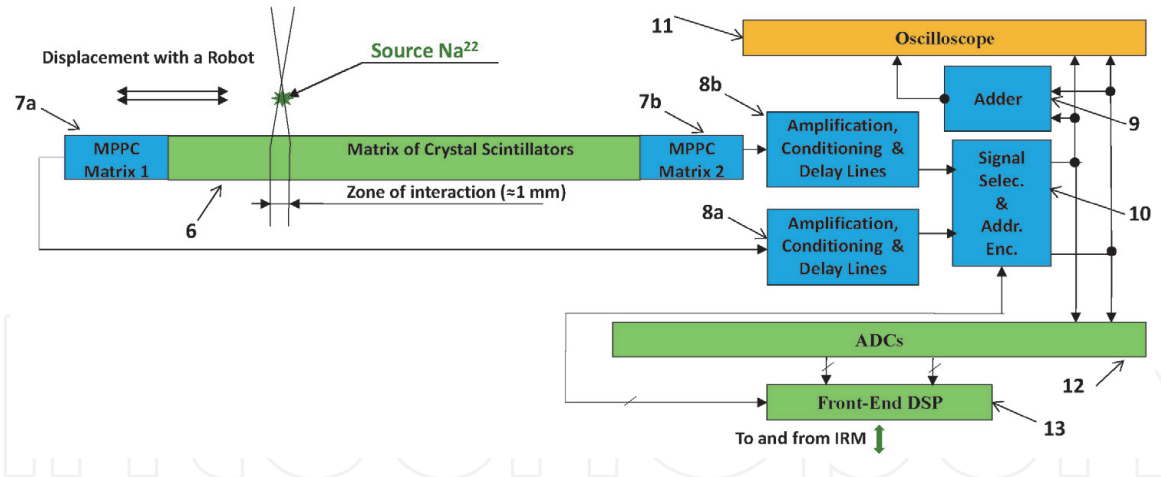 11
Oscilloscope
Displacement with a Robot
Source Na²²
7a
7b
8b
Adder
9
MPPC
Matrix 1
Matrix of Crystal Scintillators
MPPC
Matrix 2
Amplification,
Conditioning &
Delay Lines
Signal
Selec.
&
Addr.
Enc.
10
6
Zone of interaction (≈1 mm)
8a
Amplification,
Conditioning &
Delay Lines
ADCs
12
Front-End DSP
13
To and from IRM